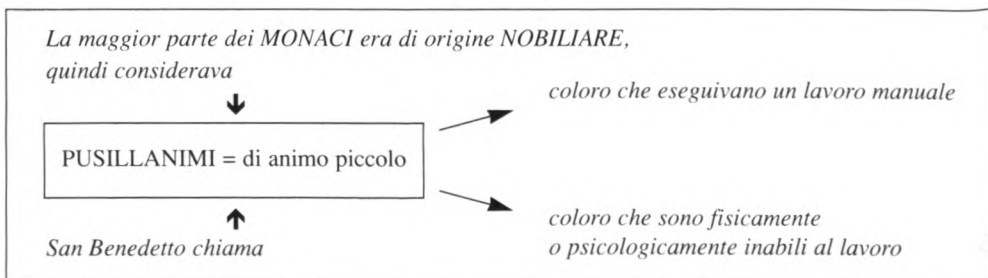 La maggior parte dei MONACI era di origine NOBILIARE,
quindi considerava
coloro che eseguivano un lavoro manuale
PUSILLANIMI = di animo piccolo
San Benedetto chiama
coloro che sono fisicamente
o psicologicamente inabili al lavoro